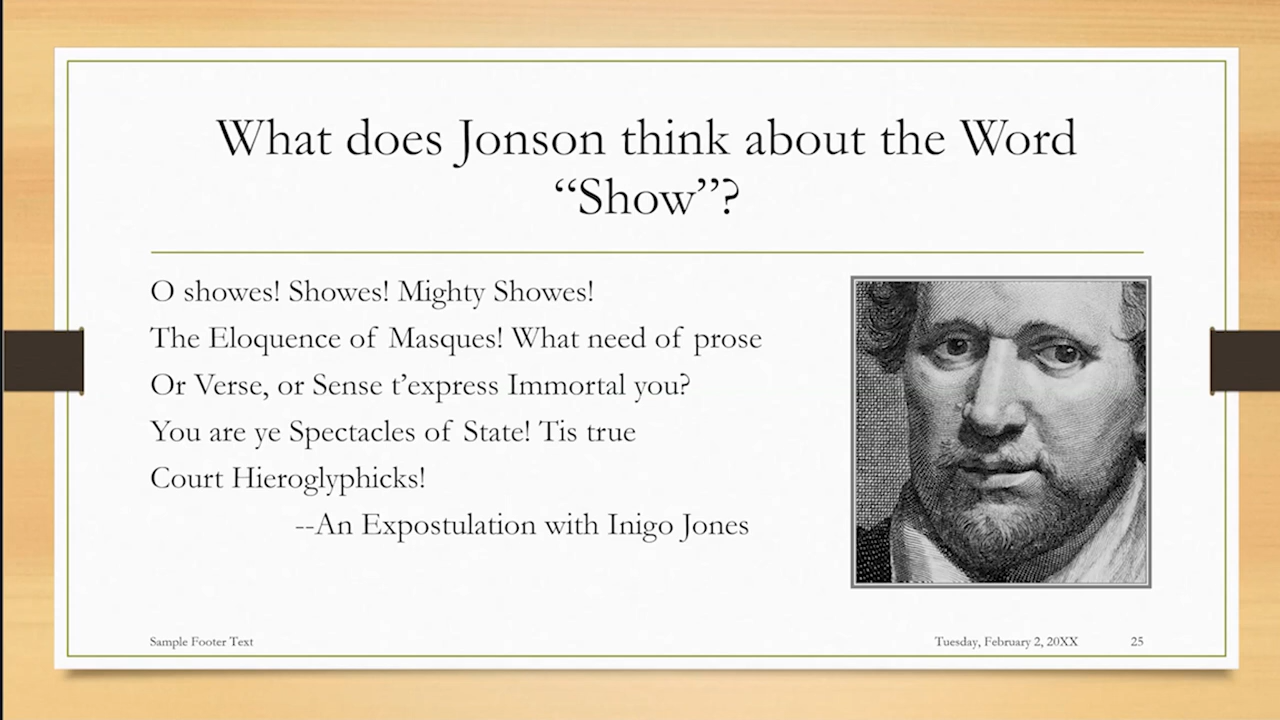 What does Jonson think about the Word
“Show”?
O showes! Showes! Mighty Showes!
The Eloquence of Masques! What need of prose
Or Verse, or Sense t’express Immortal you?
You are ye Spectacles of State! Tis true
Court Hieroglyphicks!
--An Expostulation with Inigo Jones
Sample Footer Text
Tuesday, February 2, 20XX
25